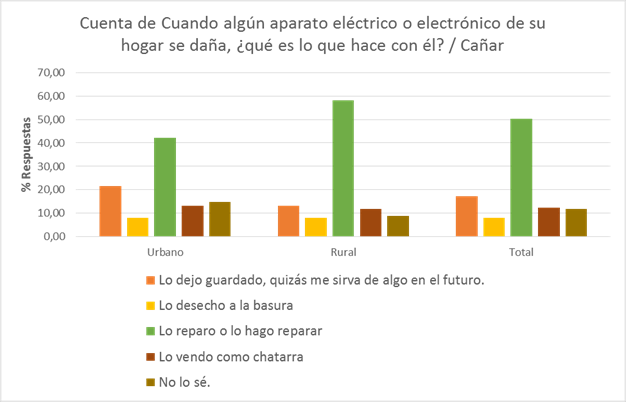 Cuenta de Cuando algún aparato eléctrico o electrónico de su
hogar se daña, ¿qué es lo que hace con él? / Cañar
% Respuestas
70,00
60,00
50,00
40,00
30,00
20,00
10,00
0,00
Urbano Rural Total
Lo dejo guardado, quizás me sirva de algo en el futuro.
Lo desecho a la basura
Lo reparo o lo hago reparar
Lo vendo como chatarra
No lo sé.